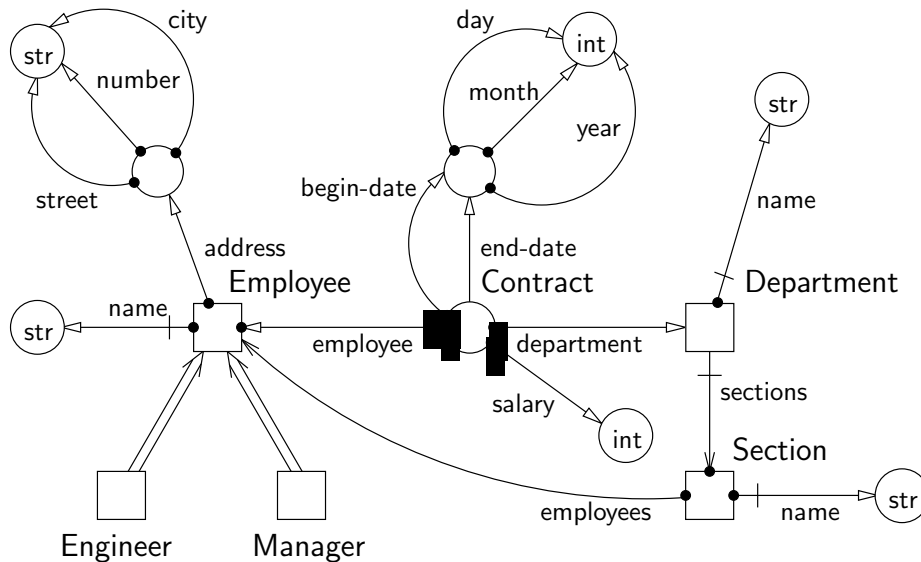 city
day
str
int
number
month
str
year
street
begin-date
name
address
end-date
Employee
Contract
Department
str
name
employee
department
sections
salary
int
Section
employees
name
str
Engineer
Manager